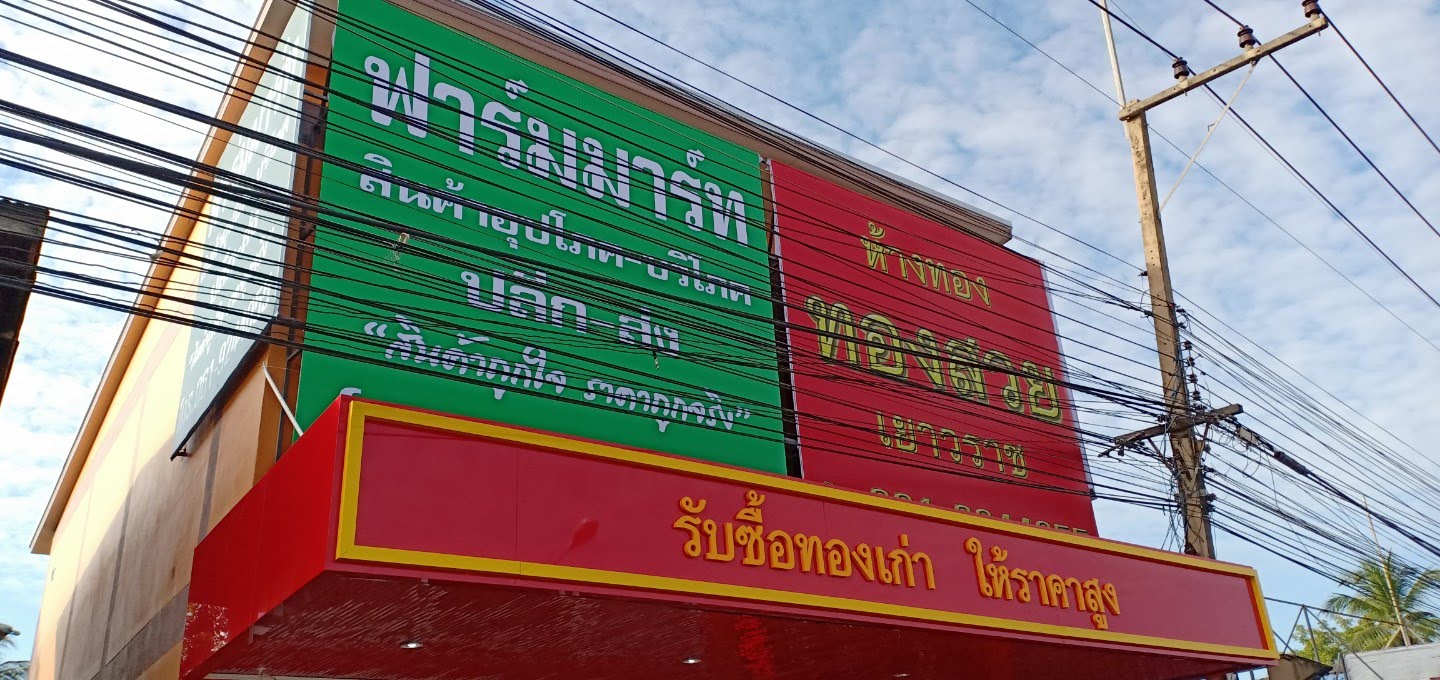 ฟาร์มมาร์ท
สินค้าอุปโภค-บริโภค
ปลีก-ส่ง
“สินค้าถูกใจ ราคาถูกจริง”
ห้างทอง
ทองสวย
เยาวราช
รับซื้อทองเก่า ให้ราคาสูง